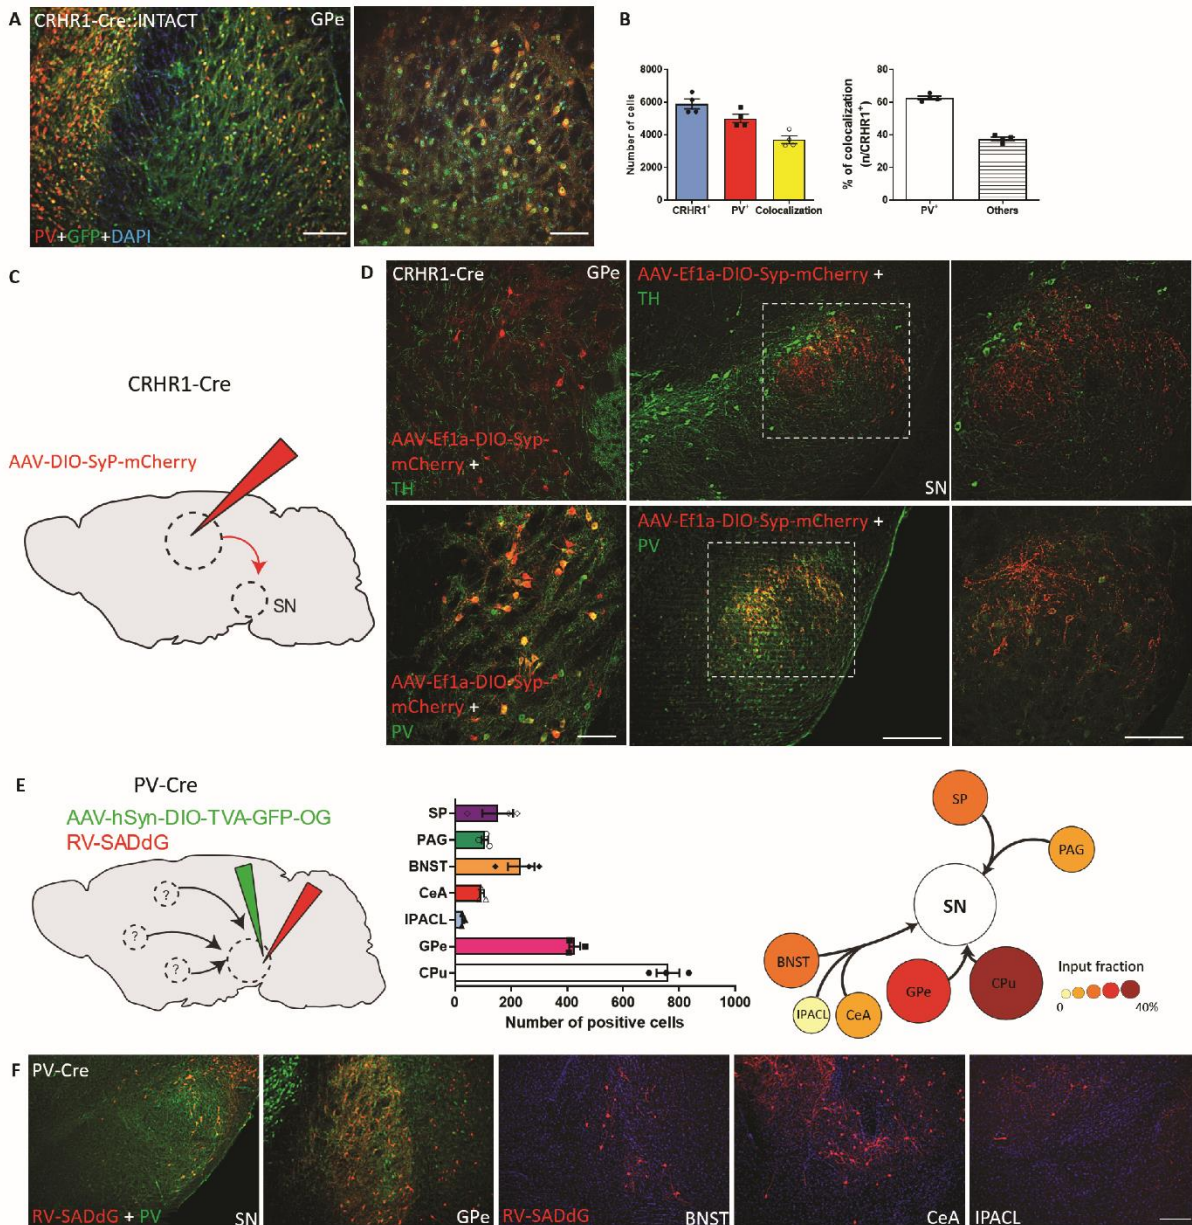 A
CRHR1-Cre::INTACT
GPe
PV+GFP+DAPI
B
Number of cells
8000
6000
4000
2000
0
CRHR1+
PV+
Colocalization
% of colocalization
(n/CRHR1+)
80
60
40
20
0
PV+
Others
C
CRHR1-Cre
AAV-DIO-SyP-mCherry
SN
D
CRHR1-Cre
GPe
AAV-Ef1a-DIO-Syp-
mCherry +
TH
AAV-Ef1a-DIO-Syp-mCherry +
TH
SN
AAV-Ef1a-DIO-Syp-
mCherry +
PV
AAV-Ef1a-DIO-Syp-mCherry +
PV
E
PV-Cre
AAV-hSyn-DIO-TVA-GFP-OG
RV-SADdG
?
?
?
SP
PAG
BNST
CeA
IPACL
GPe
CPu
0
200
400
600
800
1000
Number of positive cells
SP
PAG
SN
BNST
IPACL
CeA
GPe
CPu
Input fraction
0
40%
F
PV-Cre
RV-SADdG + PV
SN
GPe
RV-SADdG
BNST
CeA
IPACL